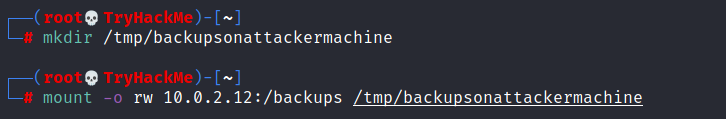 ┌──(root💀TryHackMe)-[~]
└─# mkdir /tmp/backupsonattackermachine
┌──(root💀TryHackMe)-[~]
└─# mount -o rw 10.0.2.12:/backups /tmp/backupsonattackermachine